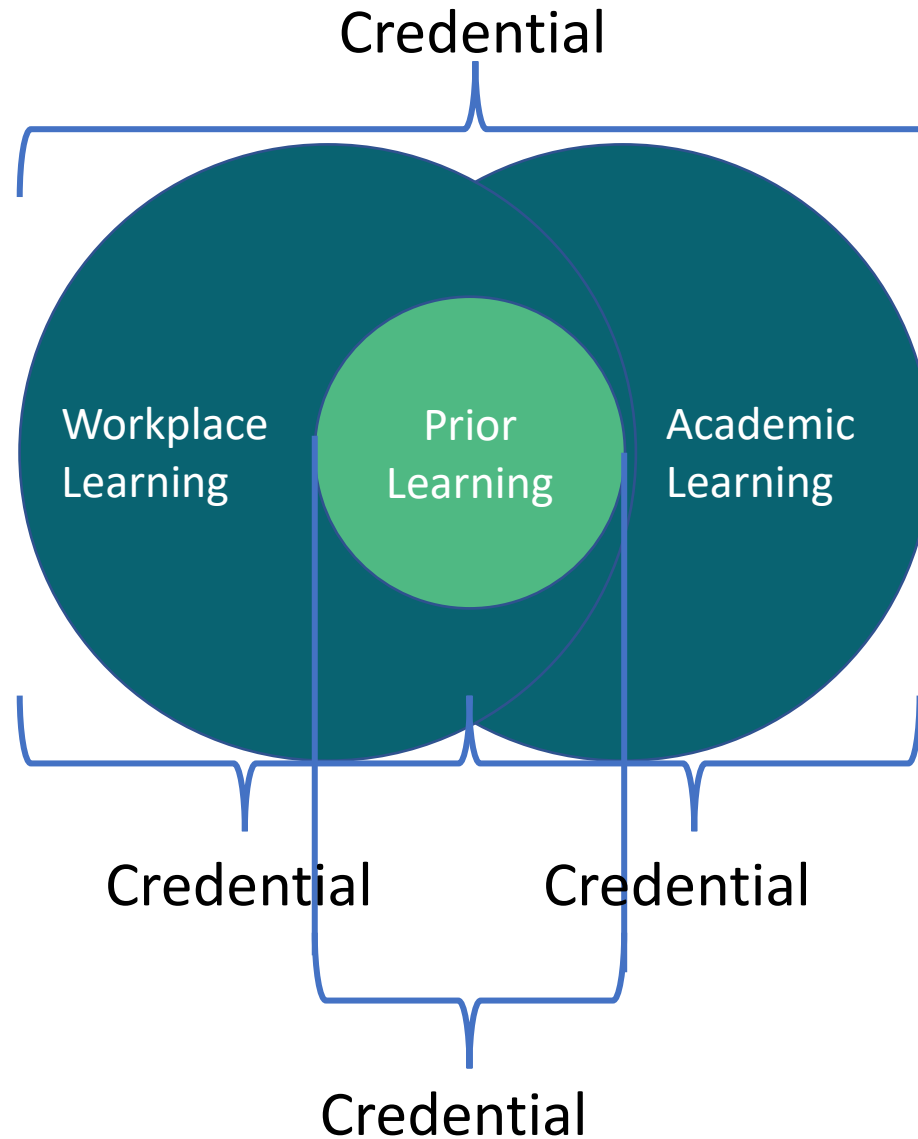 Credential
Workplace
Learning
Prior
Learning
Academic
Learning
Credential
Credential
Credential